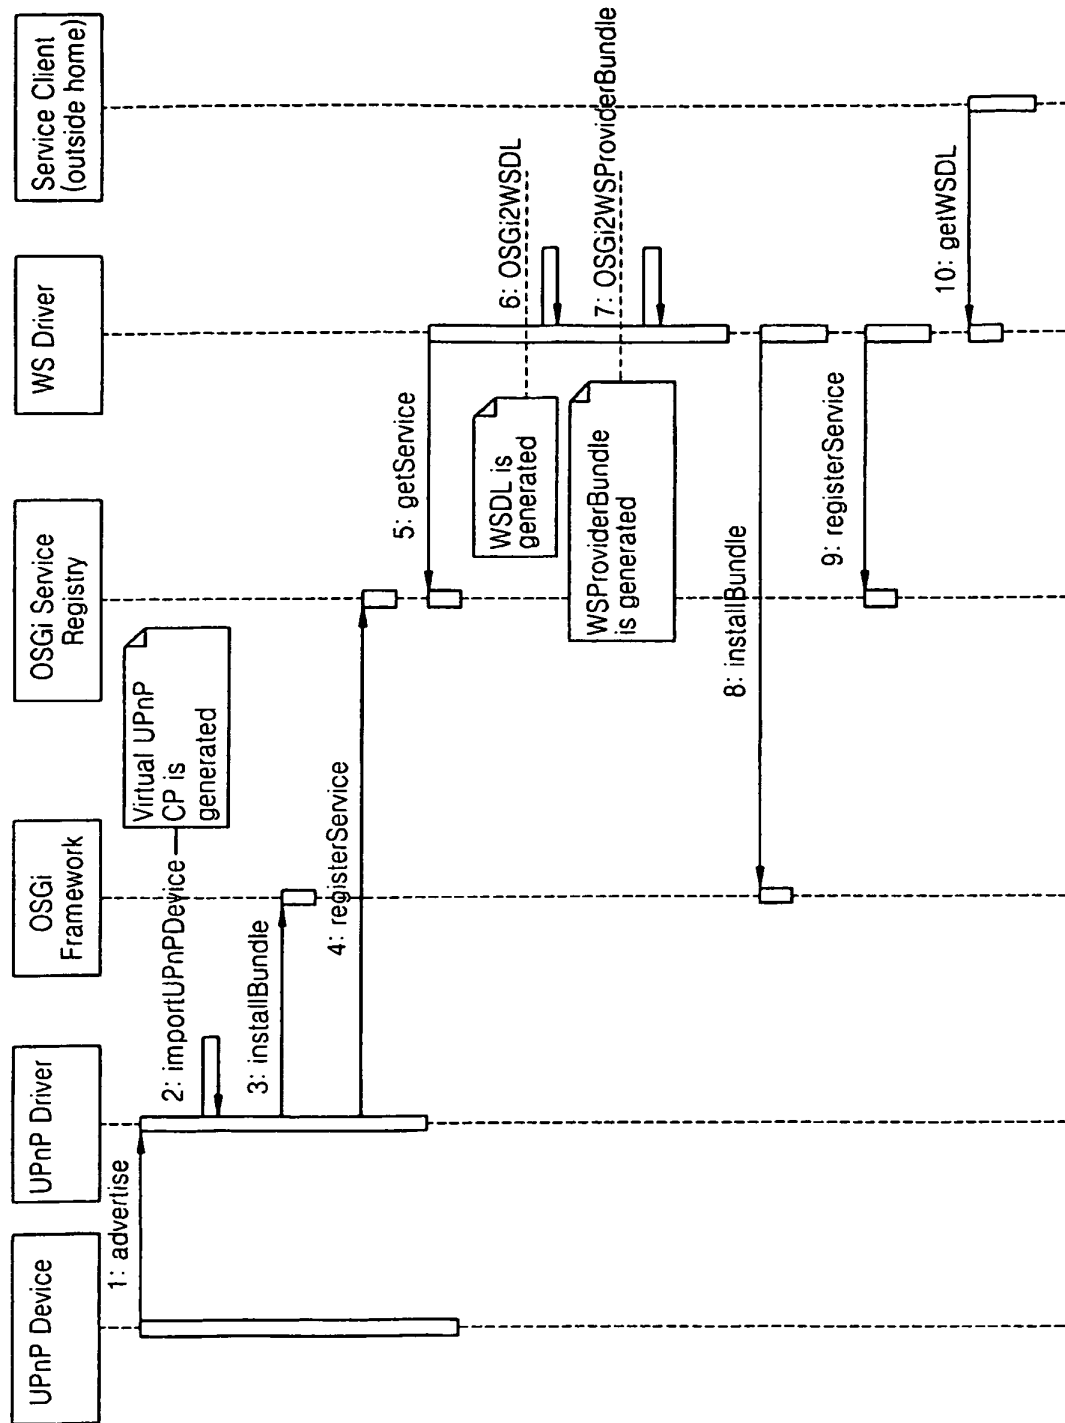 UPnP Device
UPnP Driver
OSGi
Framework
OSGi Service
Registry
WS Driver
Service Client
(outside home)
1: advertise
2: importUPnPDevice
Virtual UPnP
CP is
generated
3: installBundle
4: registerService
5: getService
WSDL is
generated
6: OSGi2WSDL
WSProviderBundle
is generated
7: OSGi2WSProviderBundle
8: installBundle
9: registerService
10: getWSDL